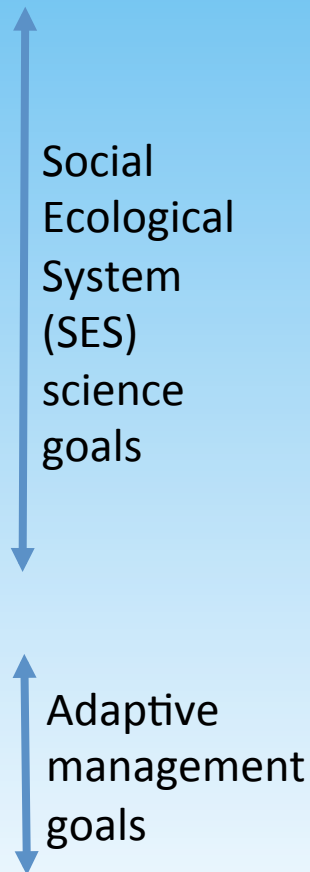 Social
Ecological
System
(SES)
science
goals
Adaptive
management
goals